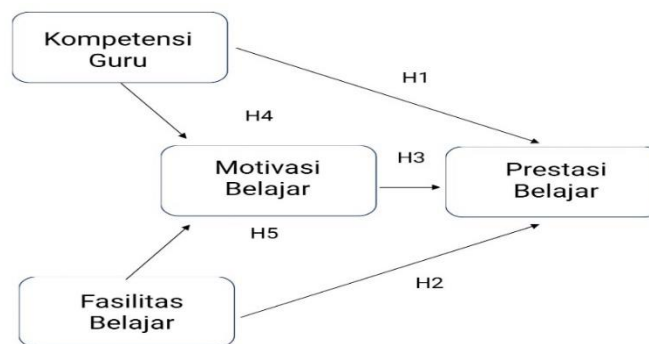 Kompetensi
Guru
H1
H4
Motivasi
Belajar
H3
Prestasi
Belajar
H5
Fasilitas
Belajar
H2